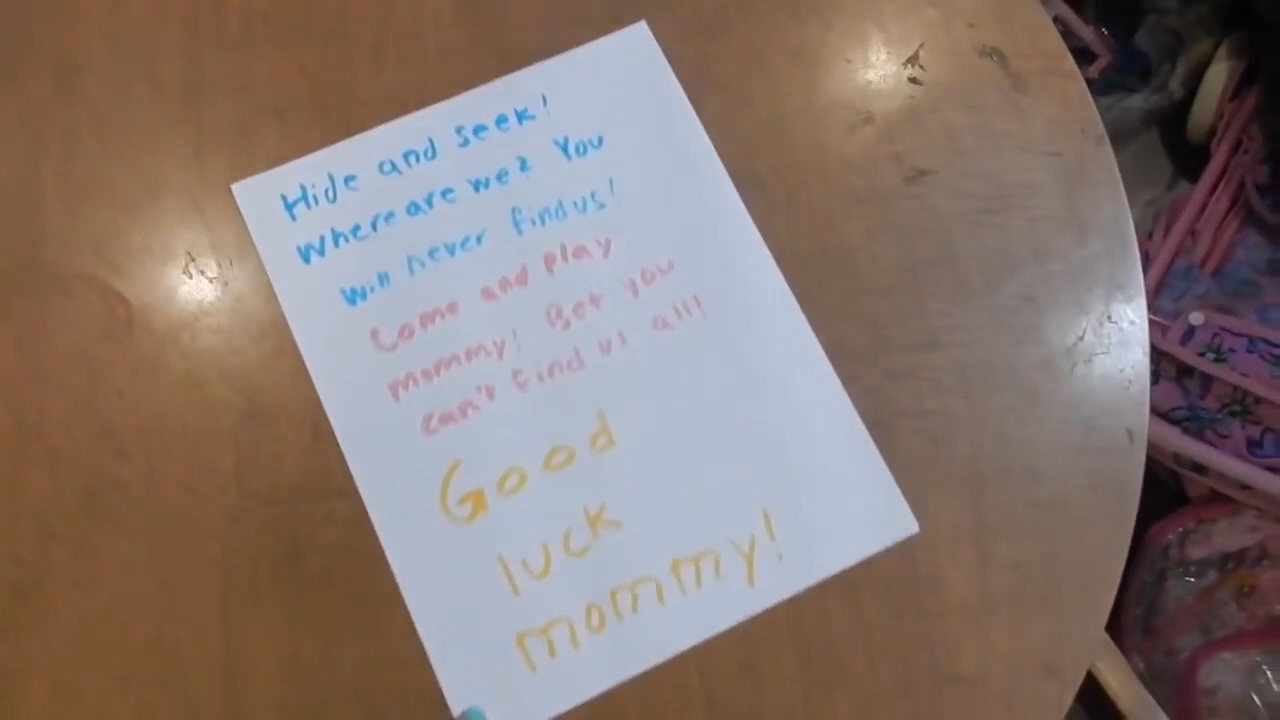 Hide and seek!
Where are we? You
will never find us!
Come and play
mommy! Bet you
can't find us all!
Good
luck
mommy!